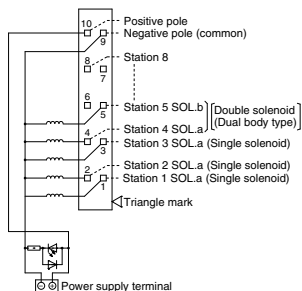 10 Positive pole
9 Negative pole (common)
8 Station 8
7
6
5 Station 5 SOL.b
Double solenoid
(Dual body type)
4 Station 4 SOL.a
3 Station 3 SOL.a (Single solenoid)
2 Station 2 SOL.a (Single solenoid)
1 Station 1 SOL.a (Single solenoid)
Triangle mark
Power supply terminal